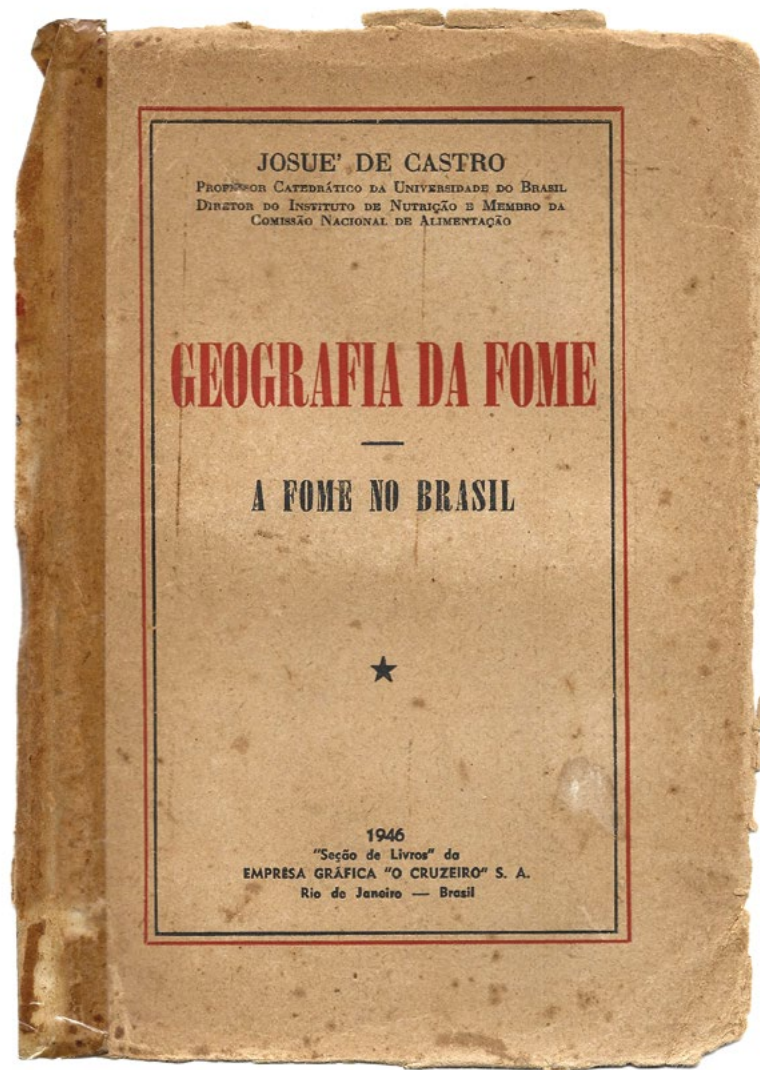 JOSUE' DE CASTRO
PROFESSOR CATEDRÁTICO DA UNIVERSIDADE DO BRASIL
DIRETOR DO INSTITUTO DE NUTRIÇÃO E MEMBRO DA
COMISSÃO NACIONAL DE ALIMENTAÇÃO
GEOGRAFIA DA FOME
A FOME NO BRASIL
1946
"Seção de Livros" da
EMPRÊSA GRÁFICA "O CRUZEIRO" S. A.
Rio de Janeiro — Brasil